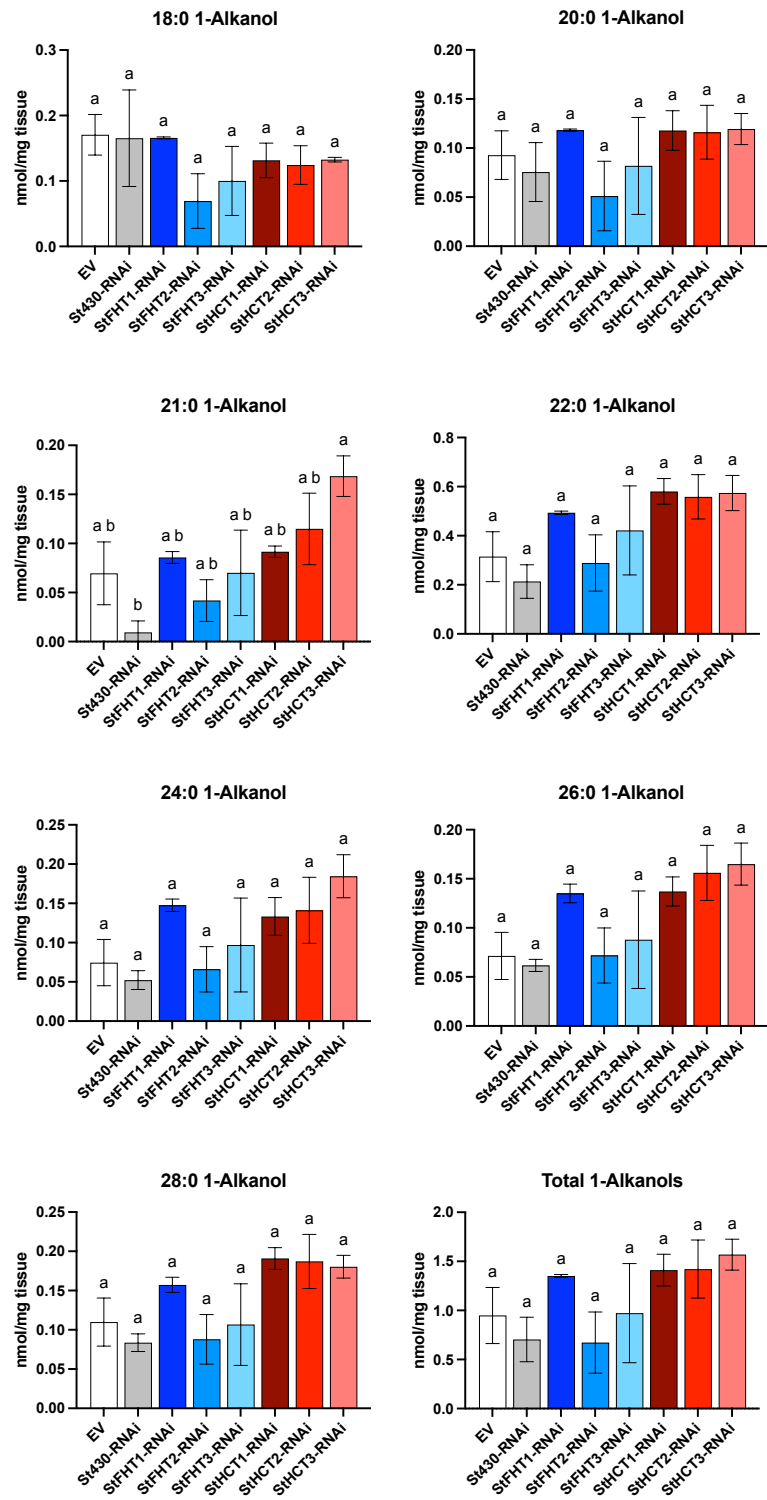 18:0 1-Alkanol
nmol/mg tissue
0.3
0.2
0.1
0.0
a a a a a a a a
EV
St430-RNAi
StFHT1-RNAi
StFHT2-RNAi
StFHT3-RNAi
StHCT1-RNAi
StHCT2-RNAi
StHCT3-RNAi
20:0 1-Alkanol
nmol/mg tissue
0.20
0.15
0.10
0.05
0.00
a a a a a a a a
EV
St430-RNAi
StFHT1-RNAi
StFHT2-RNAi
StFHT3-RNAi
StHCT1-RNAi
StHCT2-RNAi
StHCT3-RNAi
21:0 1-Alkanol
nmol/mg tissue
0.20
0.15
0.10
0.05
0.00
a b b a b a b a b a b a b a
EV
St430-RNAi
StFHT1-RNAi
StFHT2-RNAi
StFHT3-RNAi
StHCT1-RNAi
StHCT2-RNAi
StHCT3-RNAi
22:0 1-Alkanol
nmol/mg tissue
0.8
0.6
0.4
0.2
0.0
a a a a a a a a
EV
St430-RNAi
StFHT1-RNAi
StFHT2-RNAi
StFHT3-RNAi
StHCT1-RNAi
StHCT2-RNAi
StHCT3-RNAi
24:0 1-Alkanol
nmol/mg tissue
0.25
0.20
0.15
0.10
0.05
0.00
a a a a a a a a
EV
St430-RNAi
StFHT1-RNAi
StFHT2-RNAi
StFHT3-RNAi
StHCT1-RNAi
StHCT2-RNAi
StHCT3-RNAi
26:0 1-Alkanol
nmol/mg tissue
0.20
0.15
0.10
0.05
0.00
a a a a a a a a
EV
St430-RNAi
StFHT1-RNAi
StFHT2-RNAi
StFHT3-RNAi
StHCT1-RNAi
StHCT2-RNAi
StHCT3-RNAi
28:0 1-Alkanol
nmol/mg tissue
0.25
0.20
0.15
0.10
0.05
0.00
a a a a a a a a
EV
St430-RNAi
StFHT1-RNAi
StFHT2-RNAi
StFHT3-RNAi
StHCT1-RNAi
StHCT2-RNAi
StHCT3-RNAi
Total 1-Alkanols
nmol/mg tissue
2.0
1.5
1.0
0.5
0.0
a a a a a a a a
EV
St430-RNAi
StFHT1-RNAi
StFHT2-RNAi
StFHT3-RNAi
StHCT1-RNAi
StHCT2-RNAi
StHCT3-RNAi